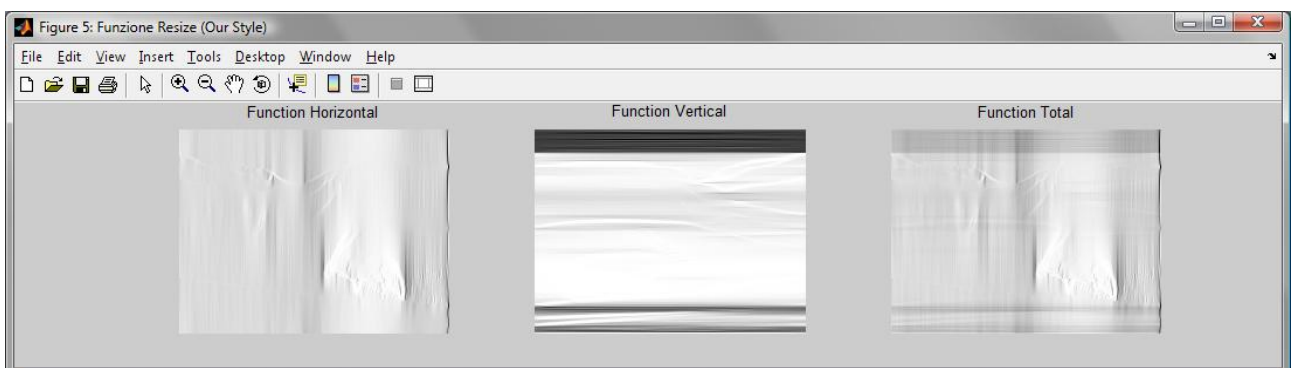 Figure 5: Funzione Resize (Our Style)
File Edit View Insert Tools Desktop Window Help
Function Horizontal Function Vertical Function Total